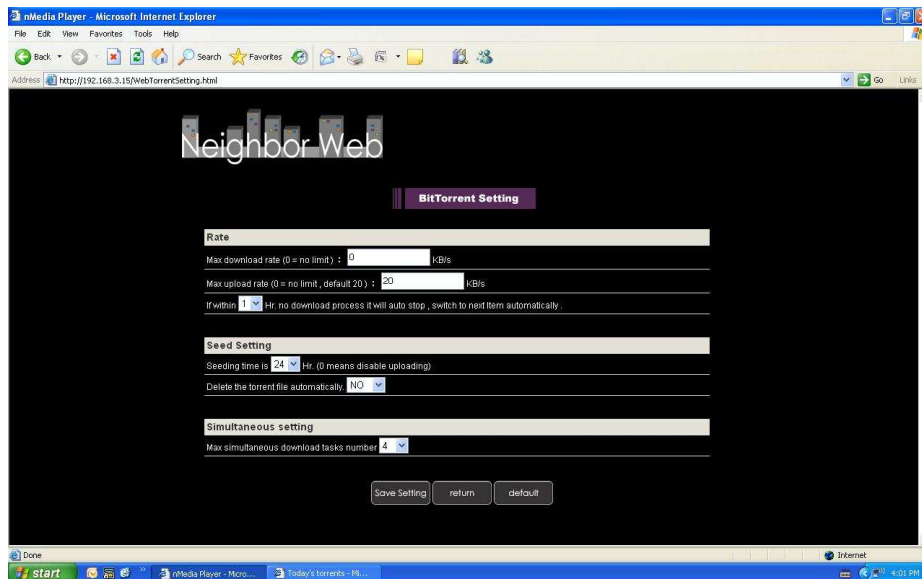 nMedia Player - Microsoft Internet Explorer
File Edit View Favorites Tools Help
Back Search Favorites
Address http://192.168.3.15/WebTorrentSetting.html Go Links
Neighbor Web
BitTorrent Setting
Rate
Max download rate (0 = no limit) : 0 KB/s
Max upload rate (0 = no limit , default 20 ) : 20 KB/s
If within 1 Hr. no download process it will auto stop , switch to next Item automatically .
Seed Setting
Seeding time is 24 Hr. (0 means disable uploading)
Delete the torrent file automatically. NO
Simultaneous setting
Max simultaneous download tasks number 4
Save Setting return default
Done Internet
start nMedia Player - Micro... Today's torrents - Mi... 4:01 PM